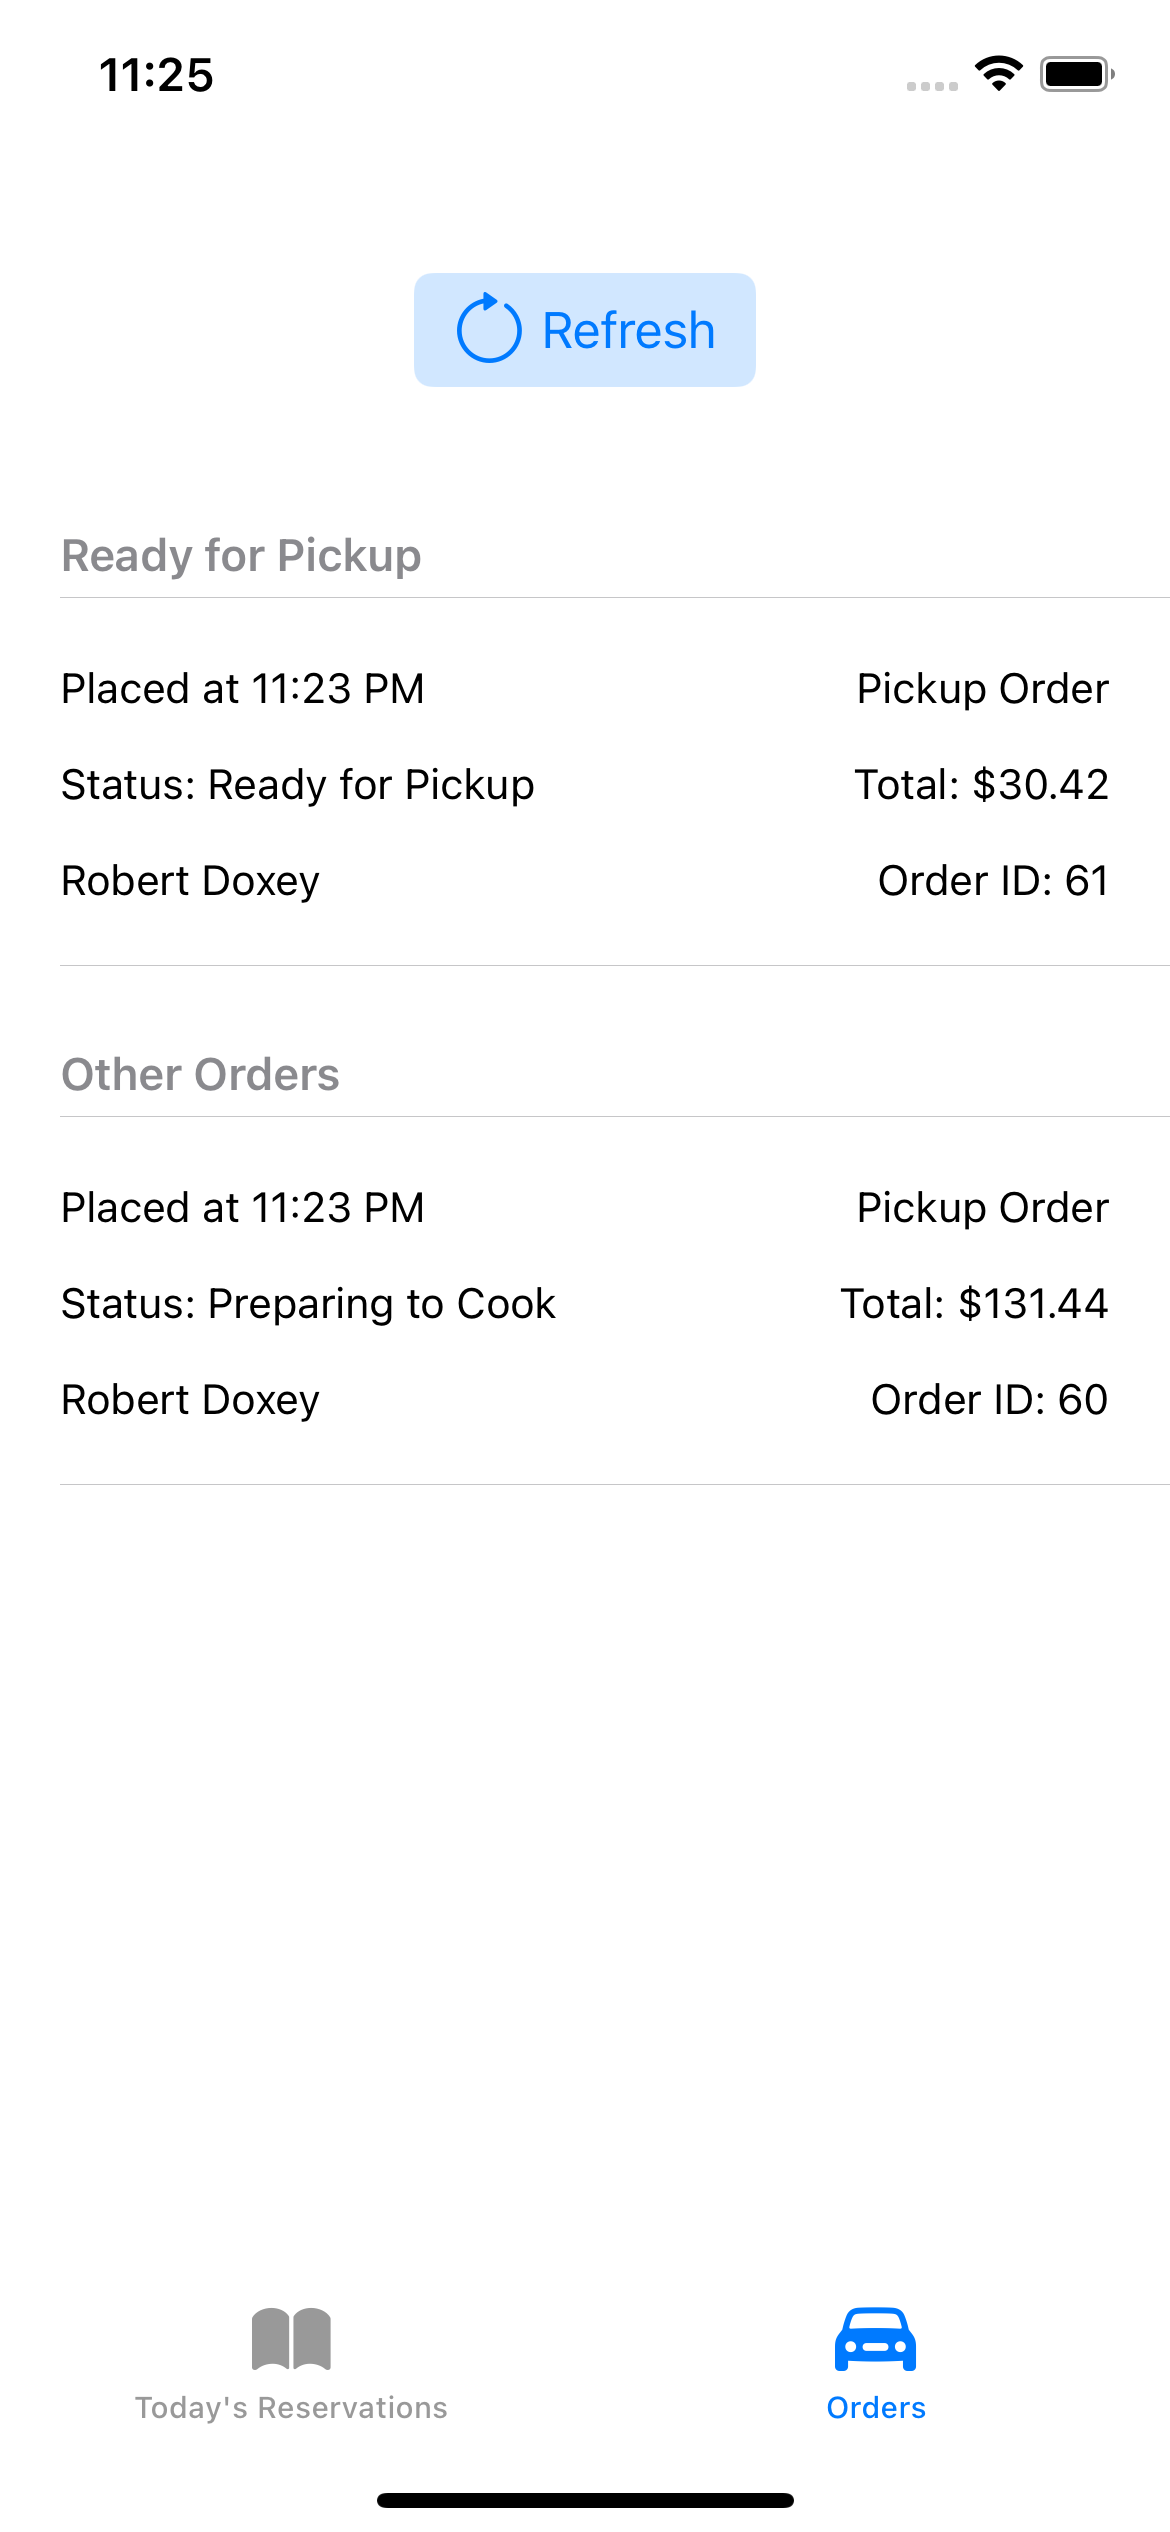 11:25
Refresh
Ready for Pickup
Placed at 11:23 PM
Pickup Order
Status: Ready for Pickup
Total: $30.42
Robert Doxey
Order ID: 61
Other Orders
Placed at 11:23 PM
Pickup Order
Status: Preparing to Cook
Total: $131.44
Robert Doxey
Order ID: 60
Today's Reservations
Orders